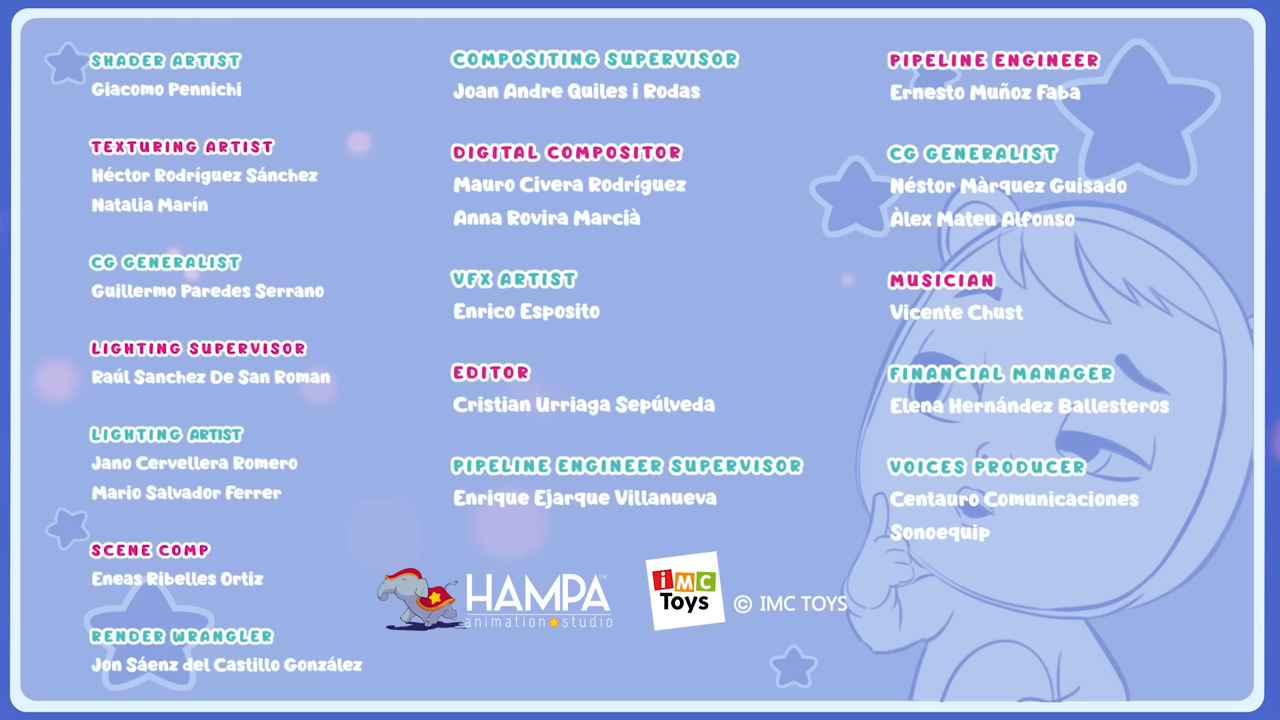 SHADER ARTIST
Giacomo Pennichi
TEXTURING ARTIST
Héctor Rodríguez Sánchez
Natalia Marín
CG GENERALIST
Guillermo Paredes Serrano
LIGHTING SUPERVISOR
Raúl Sanchez De San Roman
LIGHTING ARTIST
Jano Cervellera Romero
Mario Salvador Ferrer
SCENE COMP
Eneas Ribelles Ortiz
RENDER WRANGLER
Jon Sáenz del Castillo González
COMPOSITING SUPERVISOR
Joan Andre Quiles i Rodas
DIGITAL COMPOSITOR
Mauro Civera Rodríguez
Anna Rovira Marcià
VFX ARTIST
Enrico Esposito
EDITOR
Cristian Urriaga Sepúlveda
PIPELINE ENGINEER SUPERVISOR
Enrique Ejarque Villanueva
PIPELINE ENGINEER
Ernesto Muñoz Faba
CG GENERALIST
Néstor Màrquez Guisado
Àlex Mateu Alfonso
MUSICIAN
Vicente Chust
FINANCIAL MANAGER
Elena Hernández Ballesteros
VOICES PRODUCER
Centauro Comunicaciones
Sonoequip
HAMPA™
animation studio
iMC
Toys
© IMC TOYS